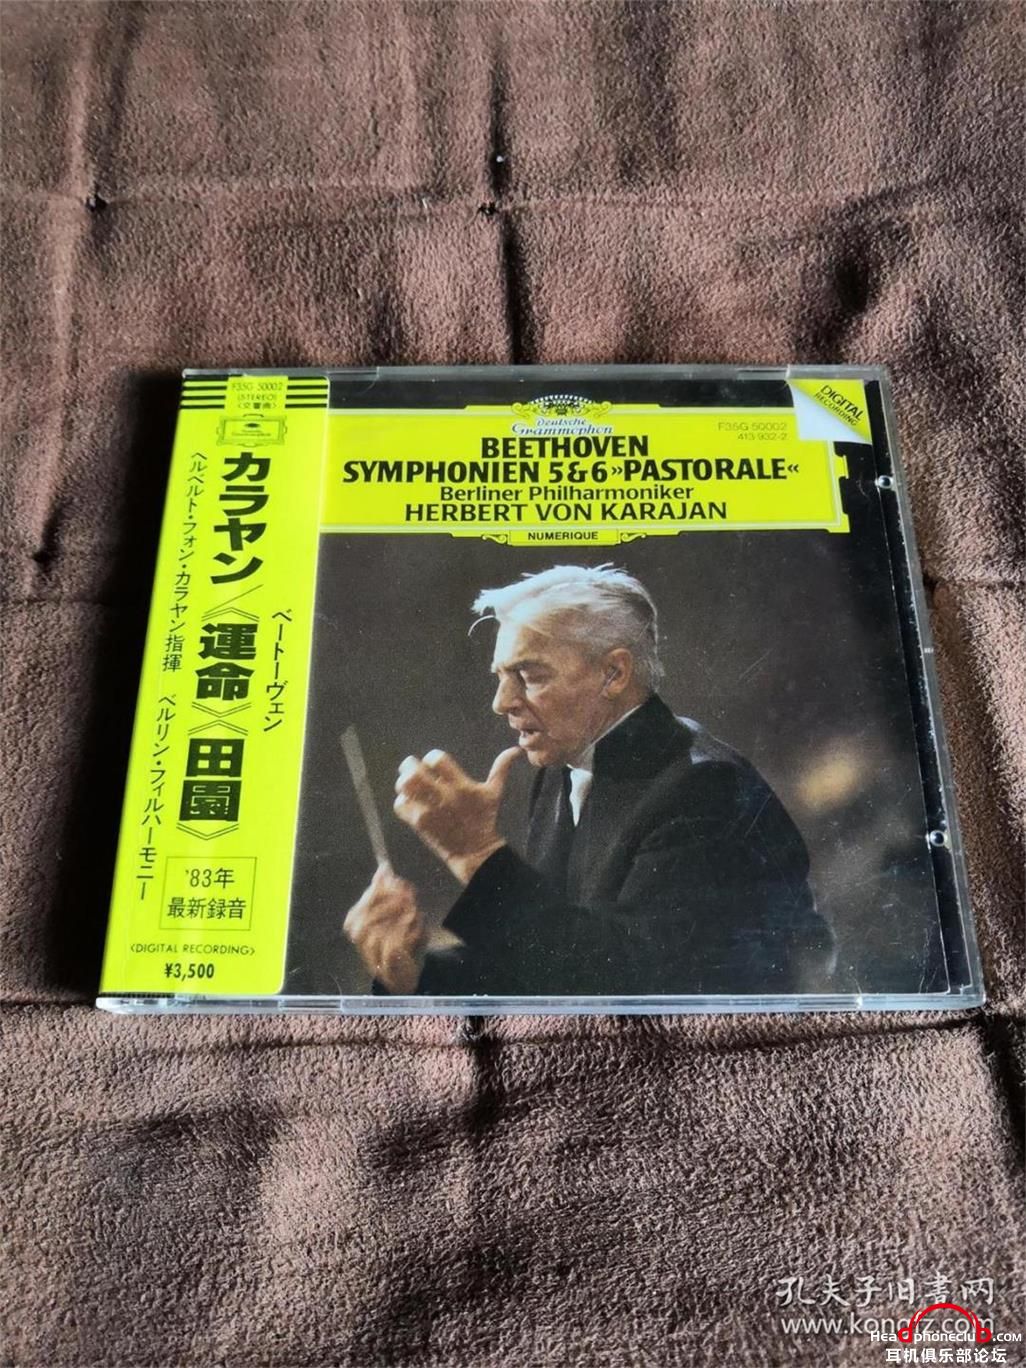 F35G 50002
(STEREO)
<交響曲>
ベートーヴェン
カラヤン/《運命》《田園》
ヘルベルト・フォン・カラヤン指揮 ベルリン・フィルハーモニー
'83年
最新録音
<DIGITAL RECORDING>
¥3,500
Deutsche
Grammophon
BEETHOVEN
SYMPHONIEN 5&6 »PASTORALE«
Berliner Philharmoniker
HERBERT VON KARAJAN
NUMERIQUE
F35G 50002
413 932-2
DIGITAL
RECORDING
孔夫子旧書网
www.kongfz.com
Headphoneclub.com
耳机俱乐部论坛